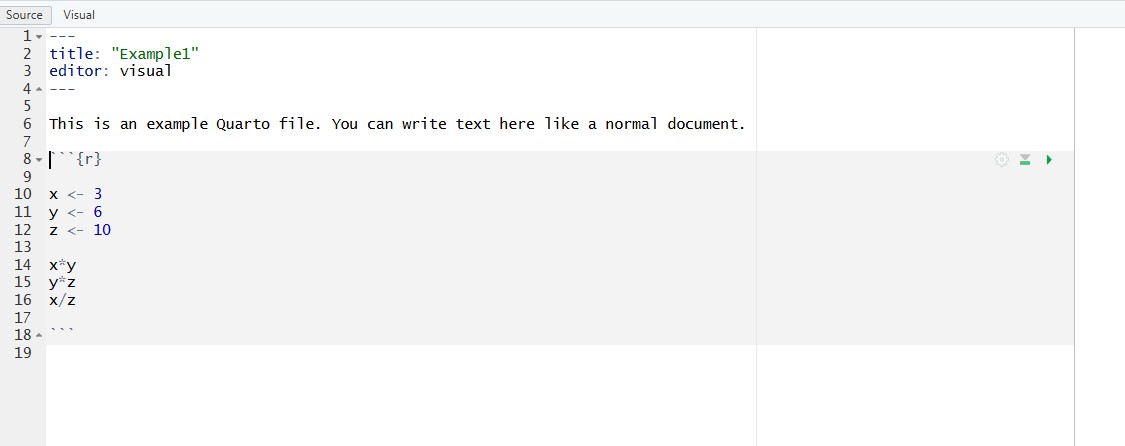 Source Visual
1 ---
2 title: "Example1"
3 editor: visual
4 ---
5
6 This is an example Quarto file. You can write text here like a normal document.
7
8 ```{r}
9
10 x <- 3
11 y <- 6
12 z <- 10
13
14 x*y
15 y*z
16 x/z
17
18 ```
19